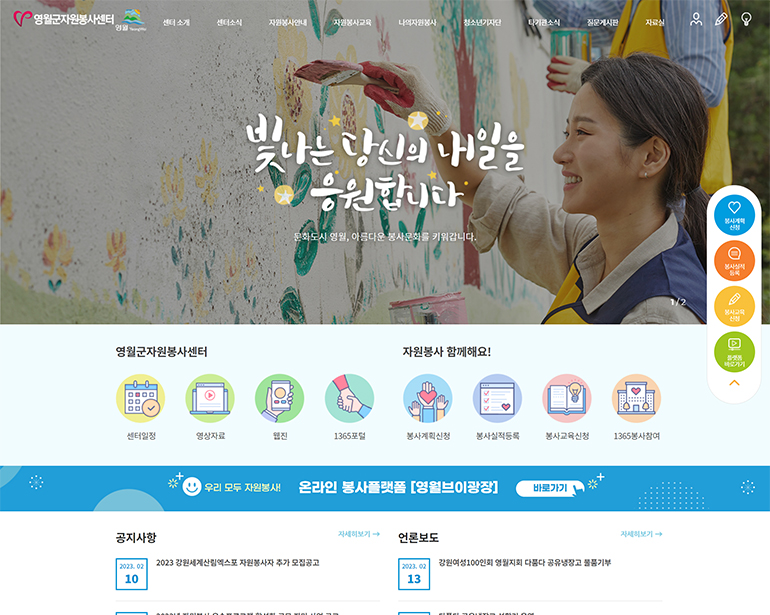 영월군자원봉사센터
영월 YeongWol
센터 소개 센터소식 자원봉사안내 자원봉사교육 나의자원봉사 청소년기자단 타기관소식 질문게시판 자료실
빛나는 당신의 내일을
응원합니다
문화도시 영월, 아름다운 봉사문화를 키워갑니다.
1 / 2
봉사계획
신청
봉사실적
등록
봉사교육
신청
플랫폼
바로가기
영월군자원봉사센터
센터일정 영상자료 웹진 1365포털
자원봉사 함께해요!
봉사계획신청 봉사실적등록 봉사교육신청 1365봉사참여
우리 모두 자원봉사! 온라인 봉사플랫폼 [영월브이광장] 바로가기
공지사항 자세히보기 →
2023. 02
10
2023 강원세계산림엑스포 자원봉사자 추가 모집공고
언론보도 자세히보기 →
2023. 02
13
강원여성100인회 영월지회 다품다 공유냉장고 물품기부